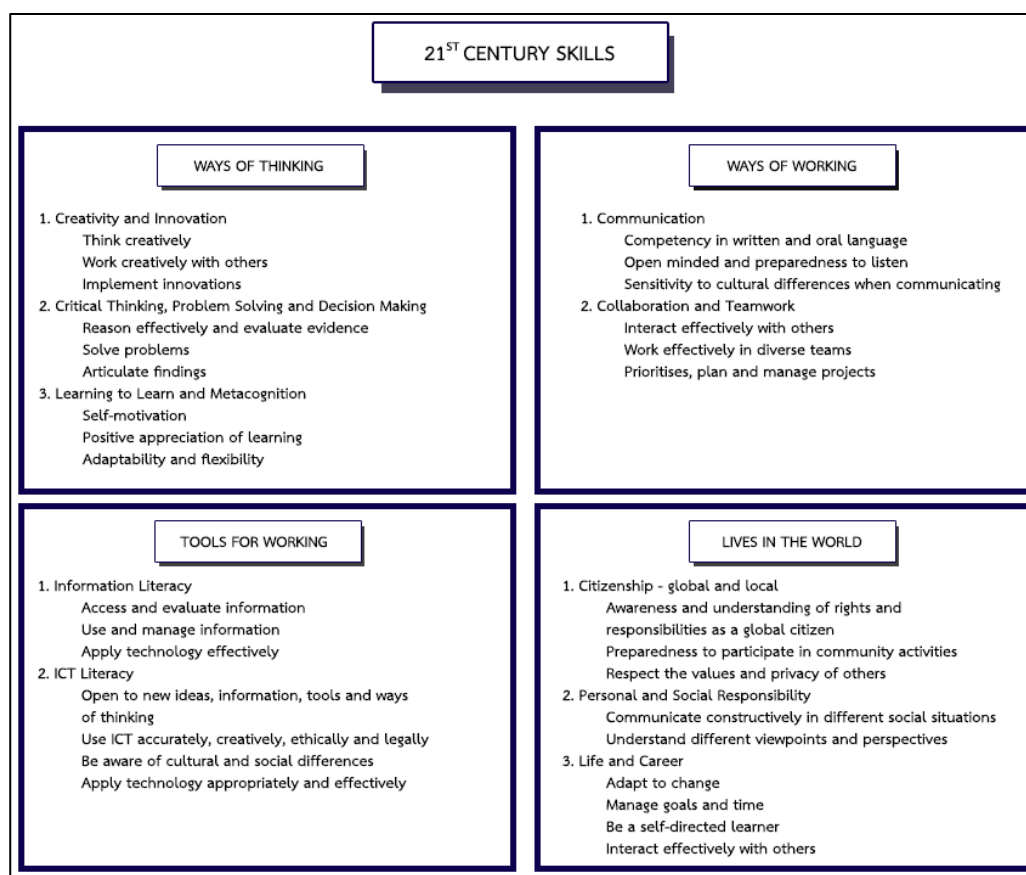 21ST CENTURY SKILLS
WAYS OF THINKING
1. Creativity and Innovation
Think creatively
Work creatively with others
Implement innovations
2. Critical Thinking, Problem Solving and Decision Making
Reason effectively and evaluate evidence
Solve problems
Articulate findings
3. Learning to Learn and Metacognition
Self-motivation
Positive appreciation of learning
Adaptability and flexibility
WAYS OF WORKING
1. Communication
Competency in written and oral language
Open minded and preparedness to listen
Sensitivity to cultural differences when communicating
2. Collaboration and Teamwork
Interact effectively with others
Work effectively in diverse teams
Prioritises, plan and manage projects
TOOLS FOR WORKING
1. Information Literacy
Access and evaluate information
Use and manage information
Apply technology effectively
2. ICT Literacy
Open to new ideas, information, tools and ways
of thinking
Use ICT accurately, creatively, ethically and legally
Be aware of cultural and social differences
Apply technology appropriately and effectively
LIVES IN THE WORLD
1. Citizenship - global and local
Awareness and understanding of rights and
responsibilities as a global citizen
Preparedness to participate in community activities
Respect the values and privacy of others
2. Personal and Social Responsibility
Communicate constructively in different social situations
Understand different viewpoints and perspectives
3. Life and Career
Adapt to change
Manage goals and time
Be a self-directed learner
Interact effectively with others